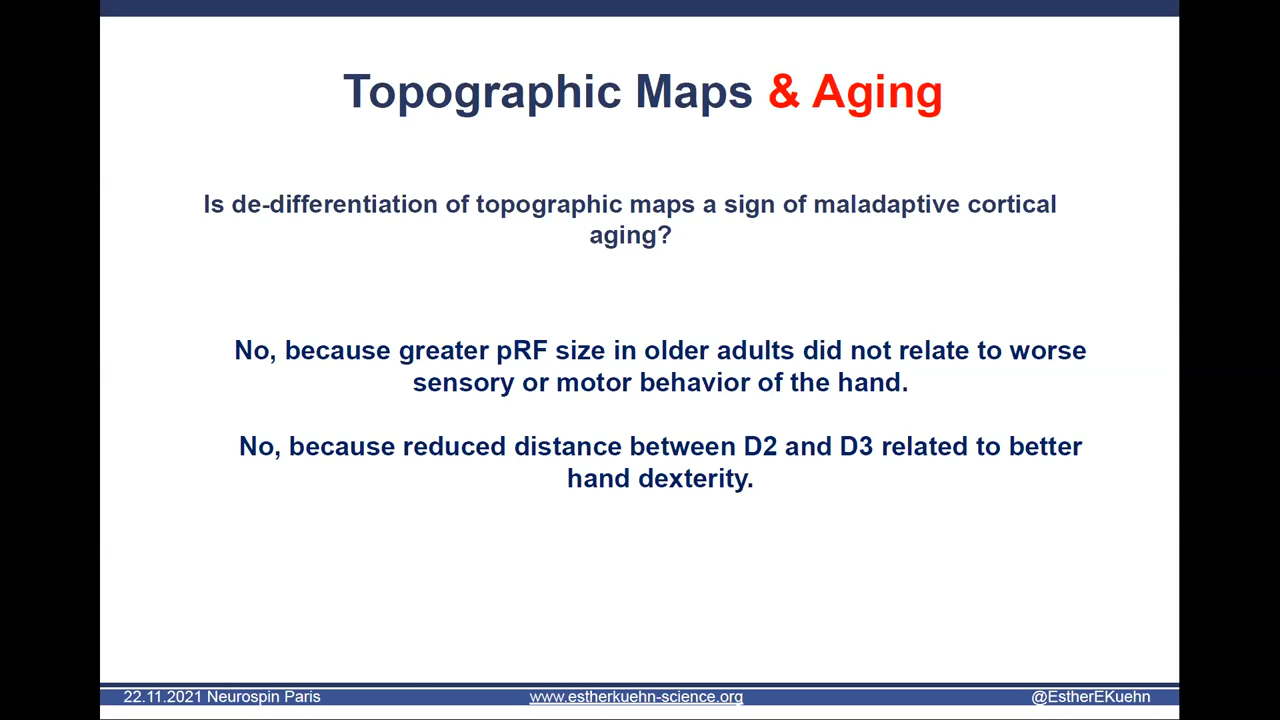 Topographic Maps & Aging
Is de-differentiation of topographic maps a sign of maladaptive cortical
aging?
No, because greater pRF size in older adults did not relate to worse
sensory or motor behavior of the hand.
No, because reduced distance between D2 and D3 related to better
hand dexterity.
22.11.2021 Neurospin Paris
www.estherkuehn-science.org
@EstherEKuehn